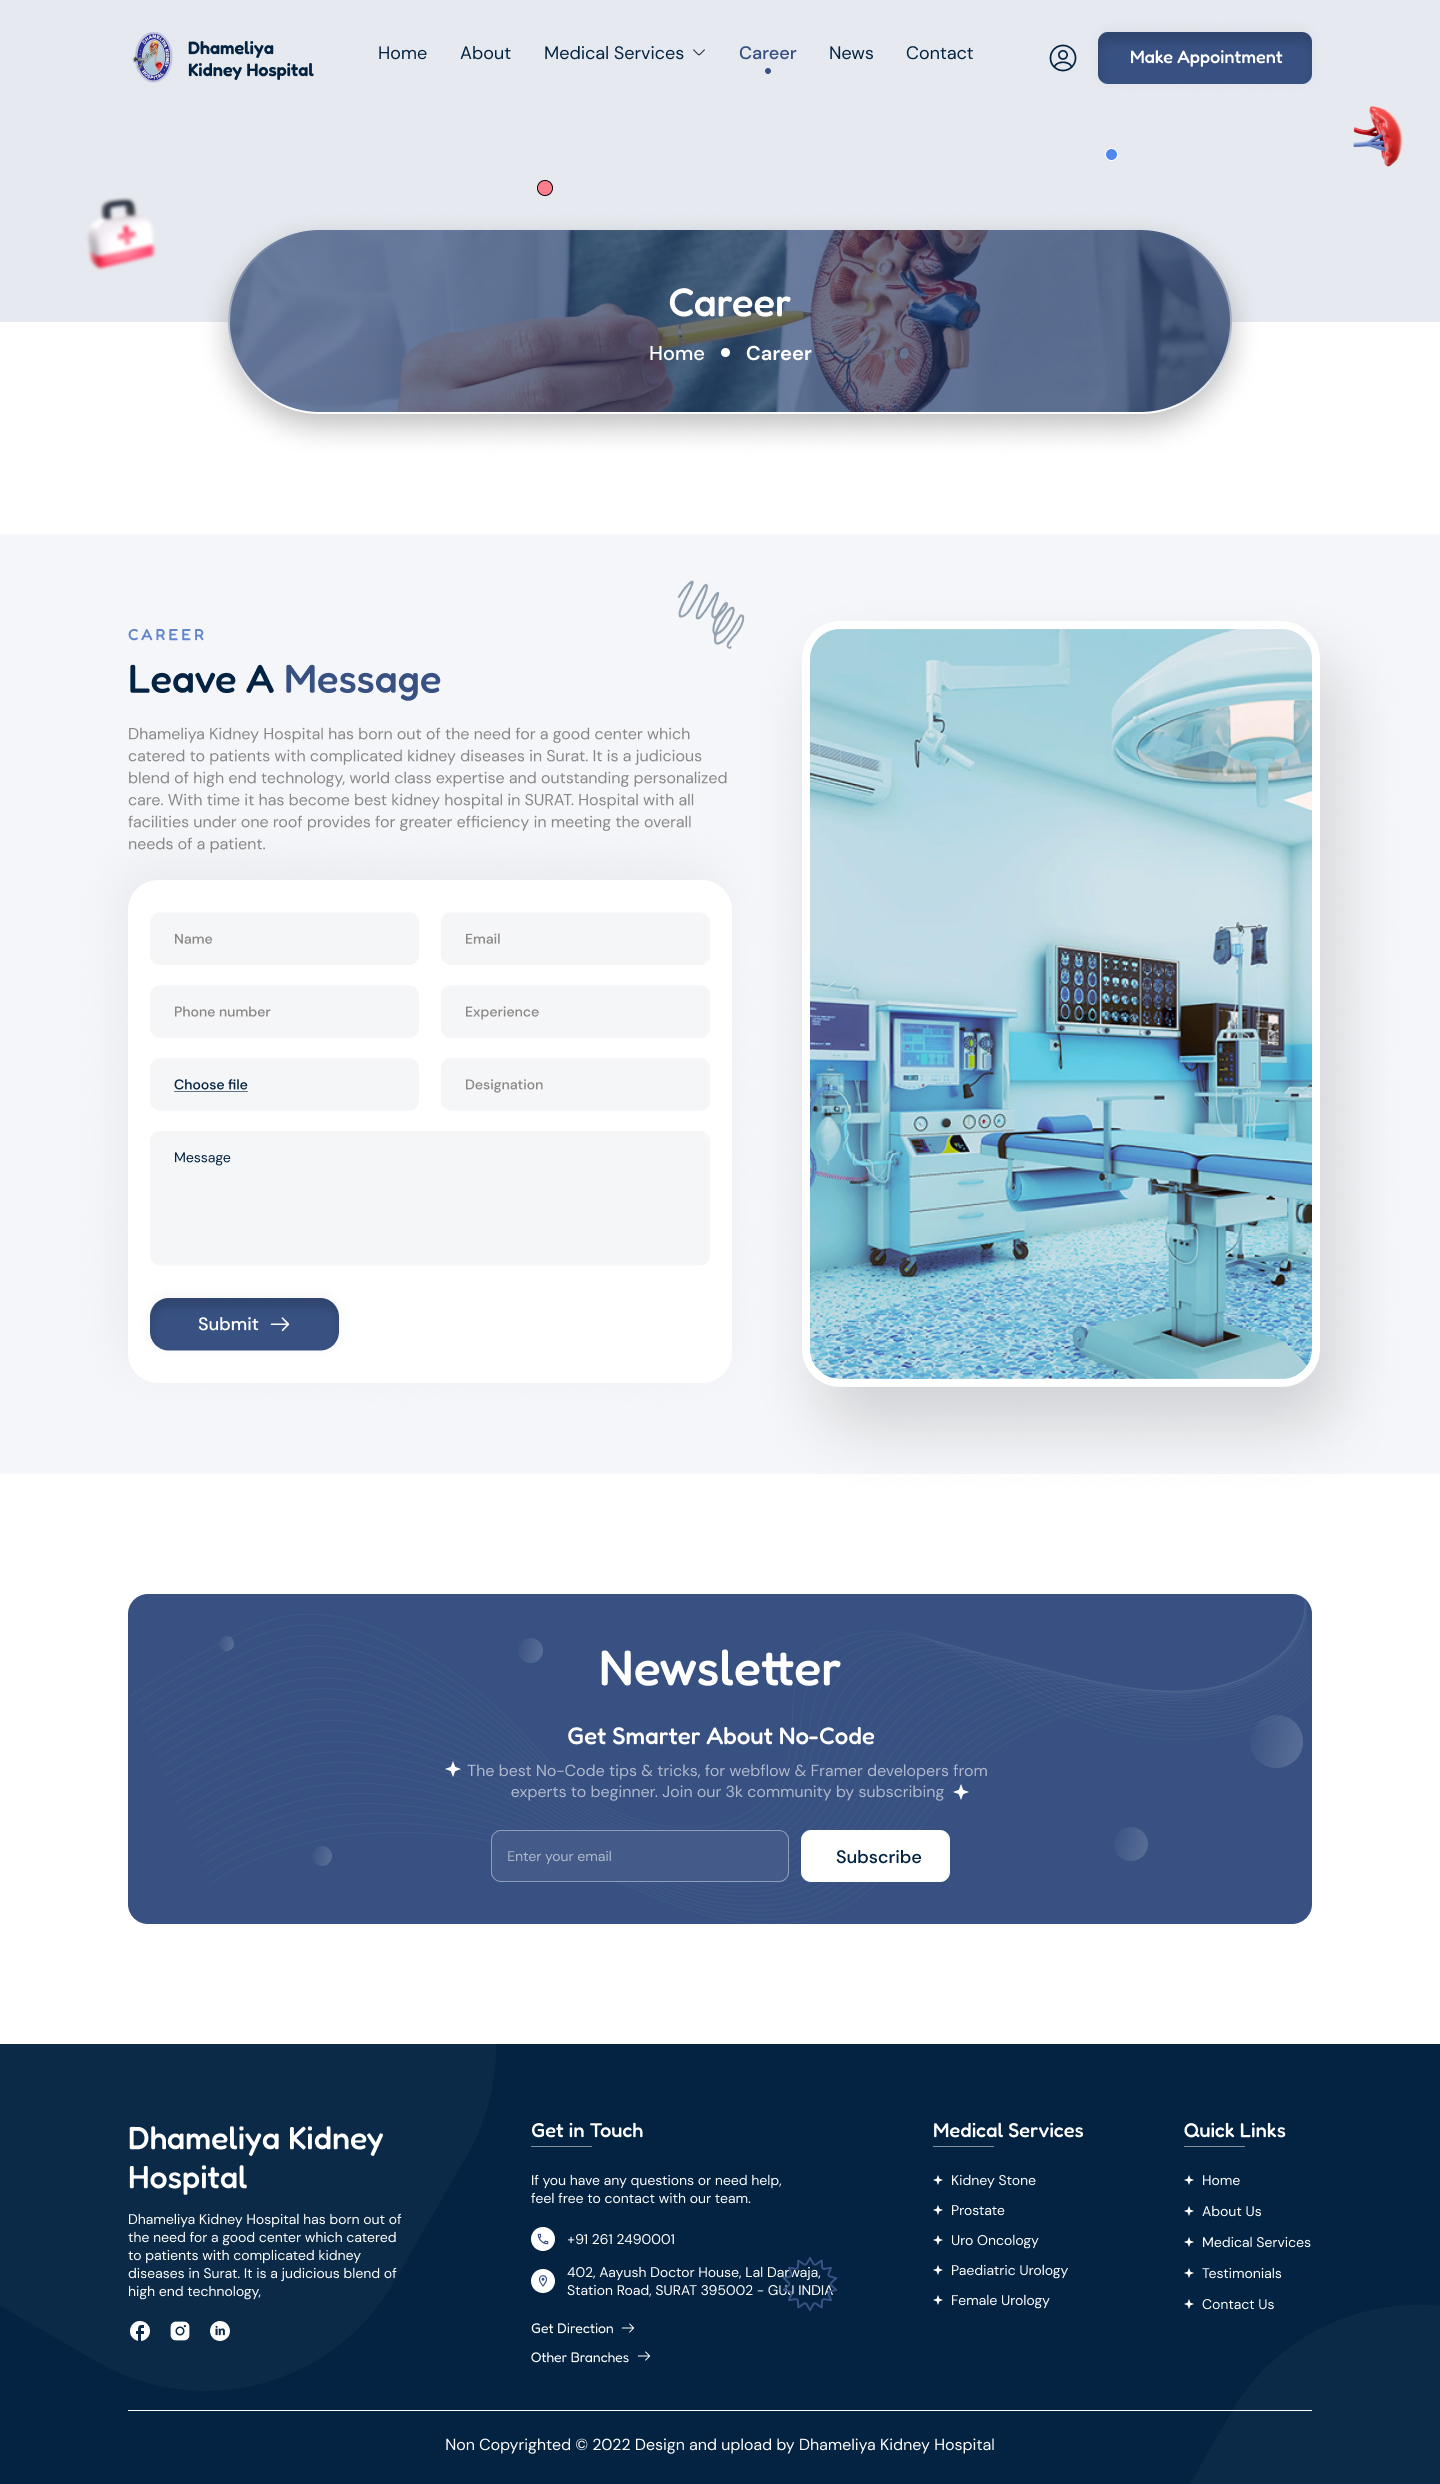 Dhameliya
Kidney Hospital
Home
About
Medical Services
Career
News
Contact
Make Appointment
Career
Home
Career
CAREER
Leave A Message
Dhameliya Kidney Hospital has born out of the need for a good center which
catered to patients with complicated kidney diseases in Surat. It is a judicious
blend of high end technology, world class expertise and outstanding personalized
care. With time it has become best kidney hospital in SURAT. Hospital with all
facilities under one roof provides for greater efficiency in meeting the overall
needs of a patient.
Name
Email
Phone number
Experience
Choose file
Designation
Message
Submit
Newsletter
Get Smarter About No-Code
The best No-Code tips & tricks, for webflow & Framer developers from
experts to beginner. Join our 3k community by subscribing
Enter your email
Subscribe
Dhameliya Kidney
Hospital
Dhameliya Kidney Hospital has born out of
the need for a good center which catered
to patients with complicated kidney
diseases in Surat. It is a judicious blend of
high end technology,
Get in Touch
If you have any questions or need help,
feel free to contact with our team.
+91 261 2490001
402, Aayush Doctor House, Lal Darwaja,
Station Road, SURAT 395002 - GUJ INDIA
Get Direction
Other Branches
Medical Services
Kidney Stone
Prostate
Uro Oncology
Paediatric Urology
Female Urology
Quick Links
Home
About Us
Medical Services
Testimonials
Contact Us
Non Copyrighted © 2022 Design and upload by Dhameliya Kidney Hospital